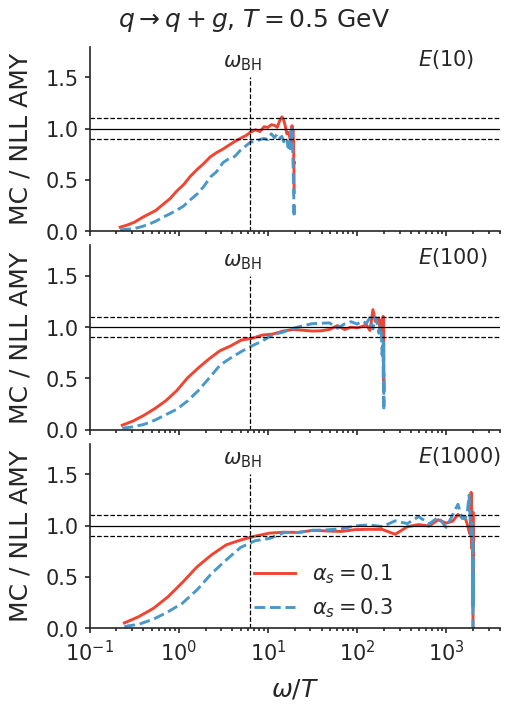 q → q + g, T = 0.5 GeV
MC / NLL AMY
1.5
1.0
0.5
0.0
ω_BH
E(10)
MC / NLL AMY
1.5
1.0
0.5
0.0
ω_BH
E(100)
MC / NLL AMY
1.5
1.0
0.5
0.0
ω_BH
E(1000)
α_s = 0.1
α_s = 0.3
10^{-1} 10^0 10^1 10^2 10^3
ω/T